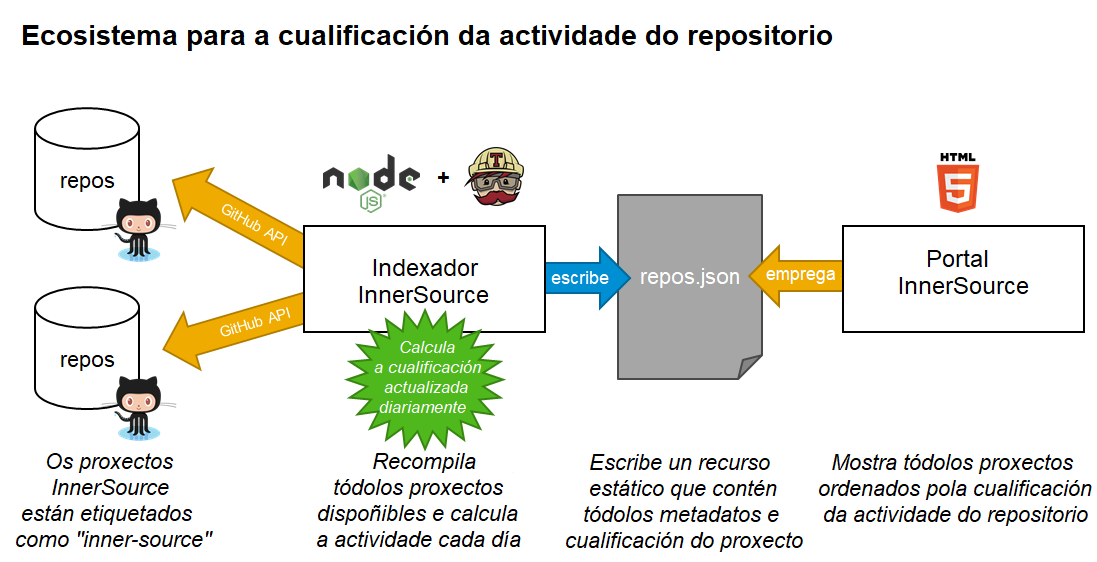 Ecosistema para a cualificación da actividade do repositorio
repos
GitHub API
repos
GitHub API
node
JS
+
T
Indexador
InnerSource
Calcula
a cualificación
actualizada
diariamente
escribe
repos.json
emprega
HTML
5
Portal
InnerSource
Os proxectos
InnerSource
están etiquetados
como "inner-source"
Recompila
tódolos proxectos
dispoñibles e calcula
a actividade cada día
Escribe un recurso
estático que contén
tódolos metadatos e
cualificación do proxecto
Mostra tódolos proxectos
ordenados pola cualificación
da actividade do repositorio